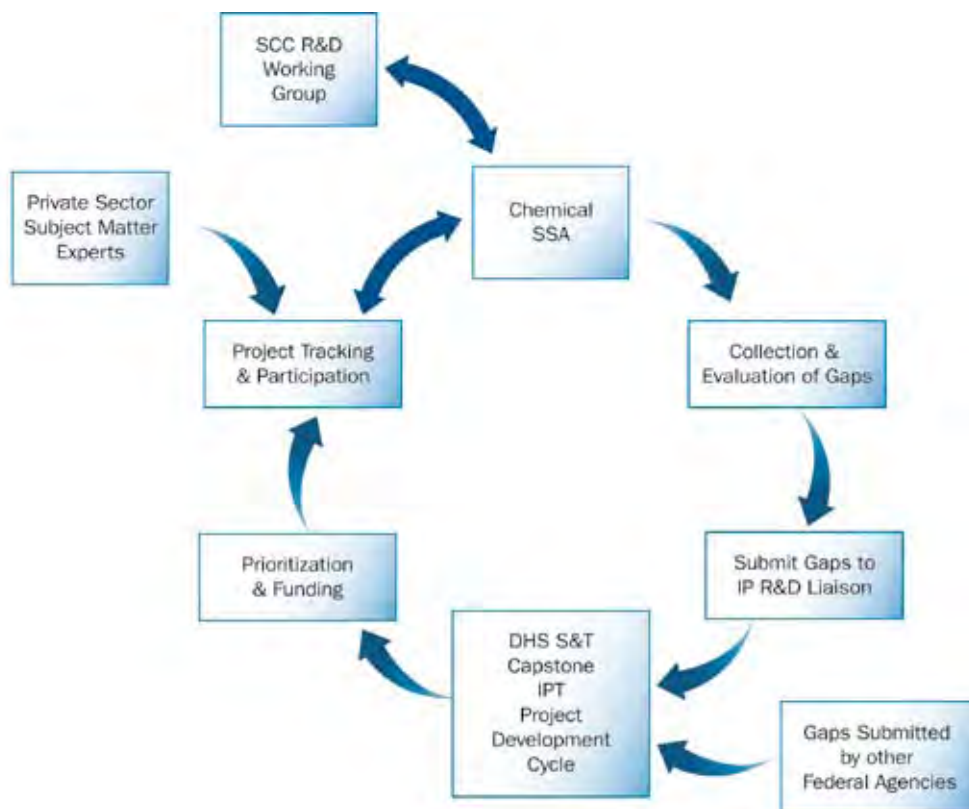 SCC R&D
Working
Group
Private Sector
Subject Matter
Experts
Chemical
SSA
Project Tracking
& Participation
Collection &
Evaluation of Gaps
Prioritization
& Funding
Submit Gaps to
IP R&D Liaison
DHS S&T
Capstone
IPT
Project
Development
Cycle
Gaps Submitted
by other
Federal Agencies